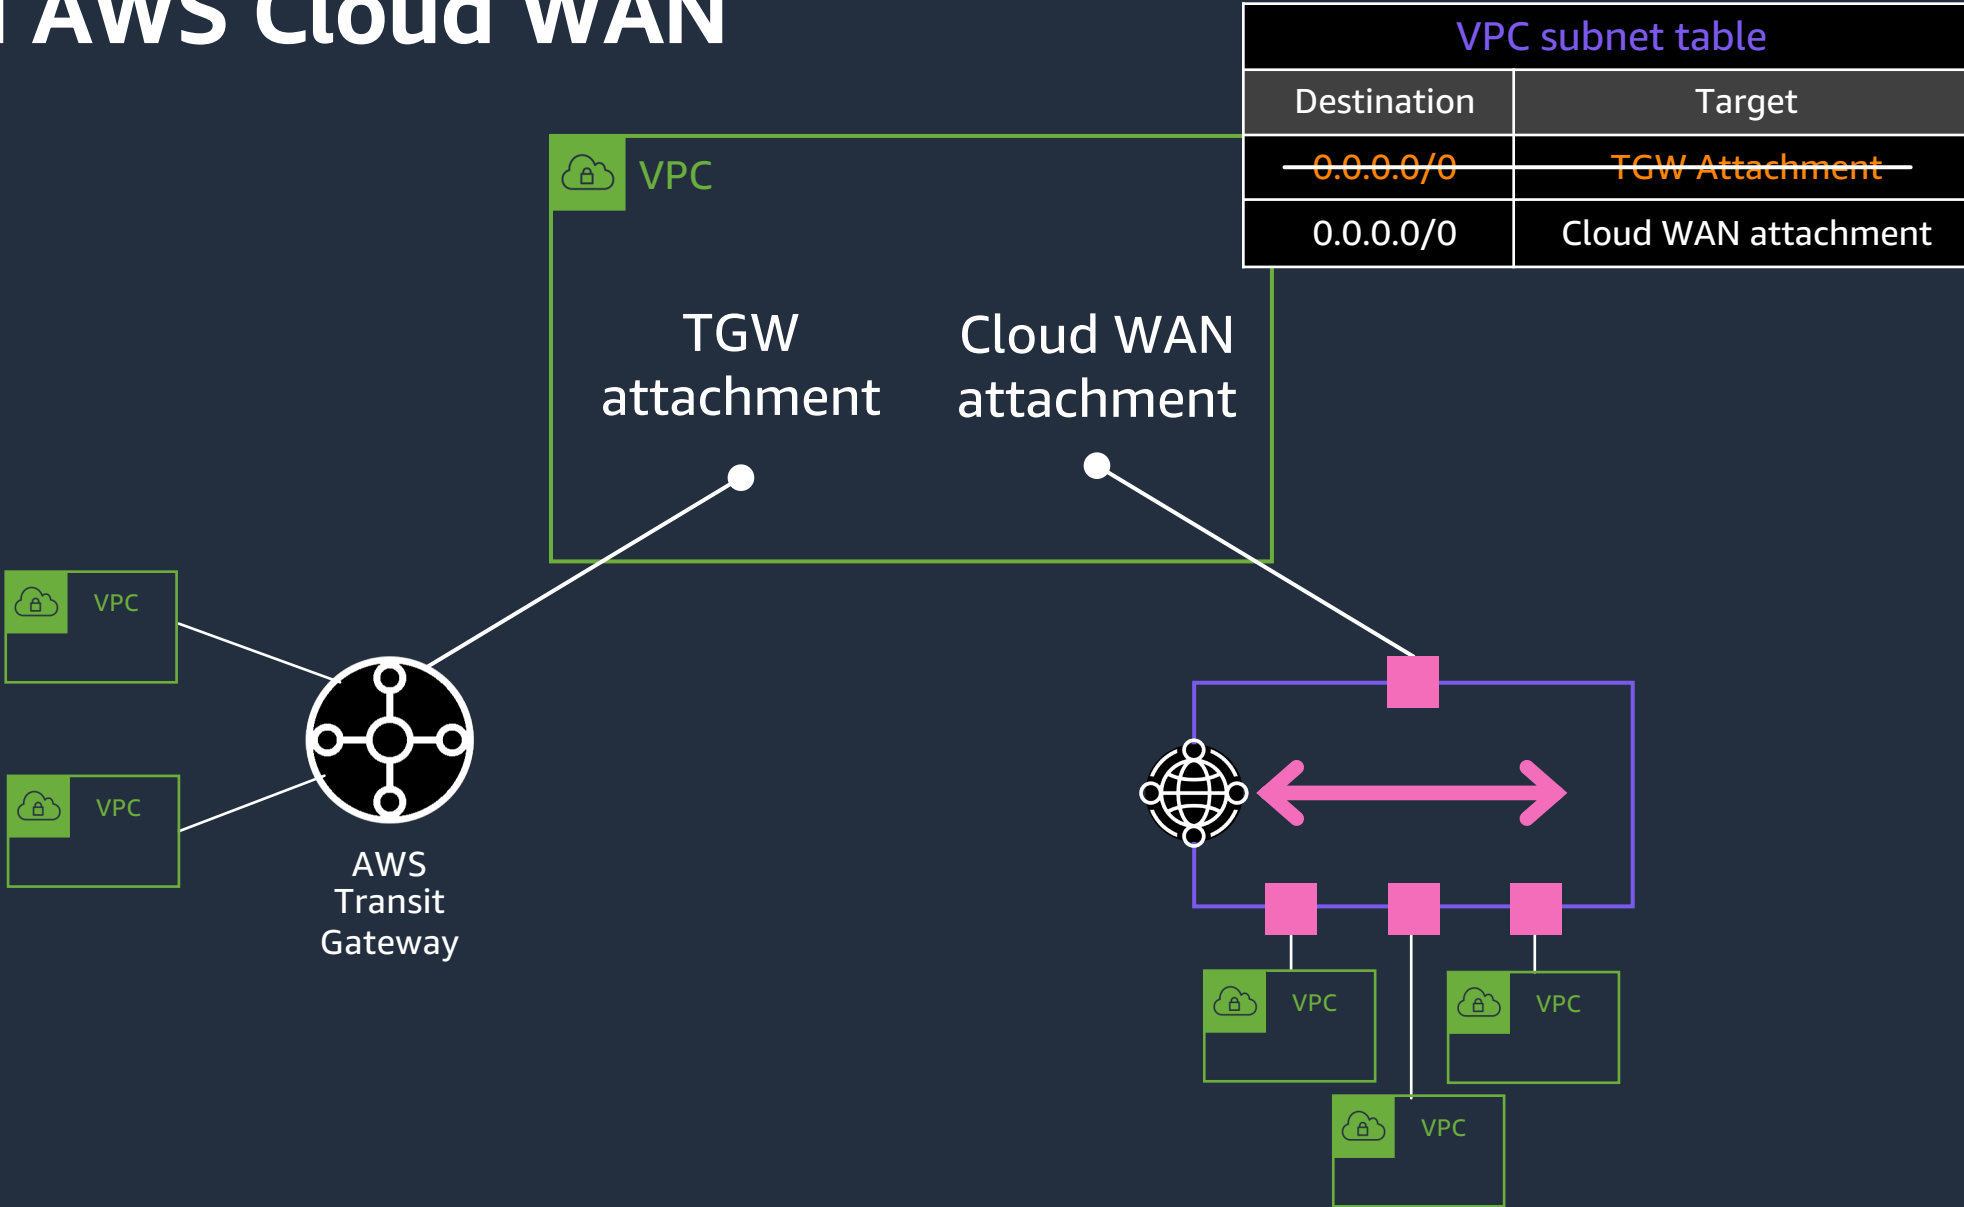 AWS Cloud WAN
VPC subnet table
Destination Target
0.0.0.0/0 TGW Attachment
0.0.0.0/0 Cloud WAN attachment
VPC
TGW
attachment
Cloud WAN
attachment
VPC
VPC
AWS
Transit
Gateway
VPC
VPC
VPC